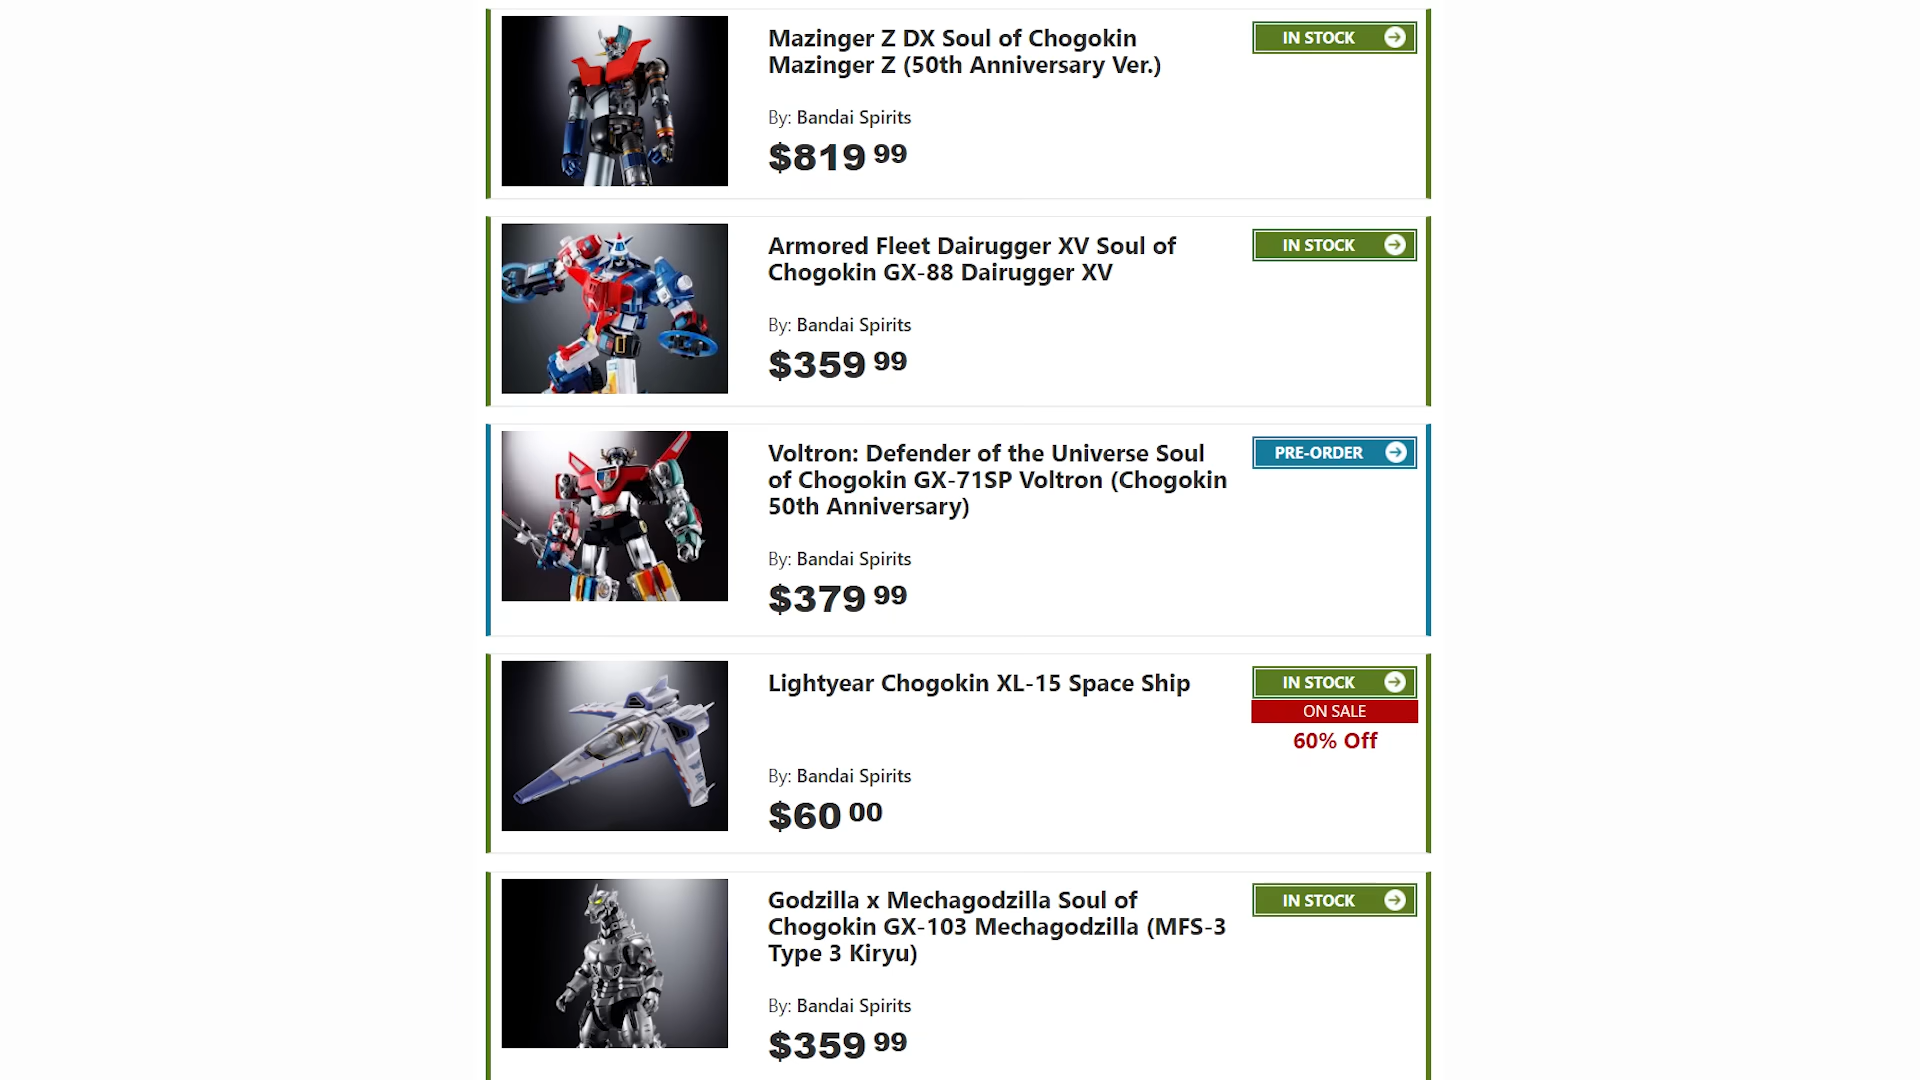 Mazinger Z DX Soul of Chogokin
Mazinger Z (50th Anniversary Ver.)
IN STOCK
By: Bandai Spirits
$819 99
Armored Fleet Dairugger XV Soul of
Chogokin GX-88 Dairugger XV
IN STOCK
By: Bandai Spirits
$359 99
Voltron: Defender of the Universe Soul
of Chogokin GX-71SP Voltron (Chogokin
50th Anniversary)
PRE-ORDER
By: Bandai Spirits
$379 99
Lightyear Chogokin XL-15 Space Ship
IN STOCK
ON SALE
60% Off
By: Bandai Spirits
$60 00
Godzilla x Mechagodzilla Soul of
Chogokin GX-103 Mechagodzilla (MFS-3
Type 3 Kiryu)
IN STOCK
By: Bandai Spirits
$359 99